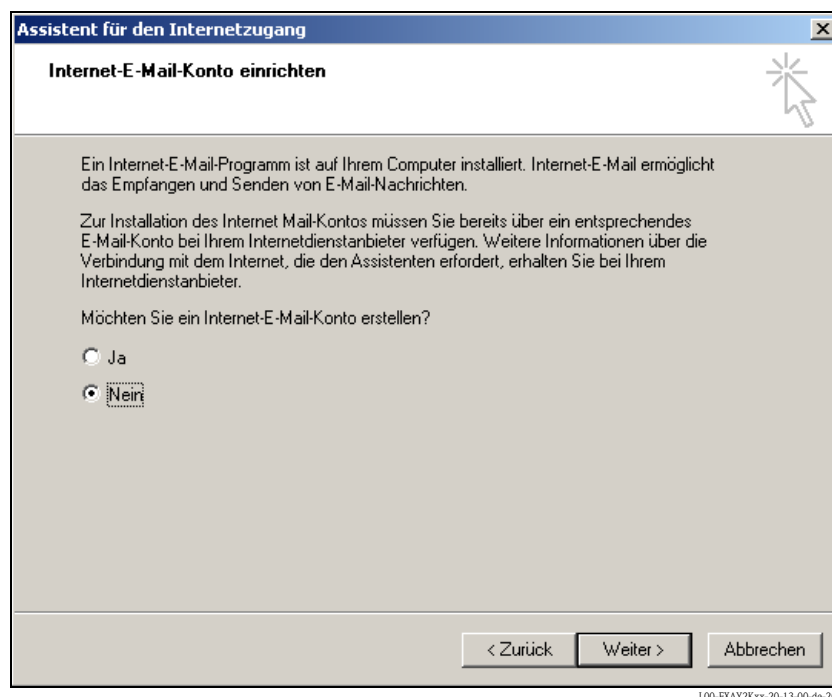 Assistent für den Internetzugang
Internet-E-Mail-Konto einrichten
Ein Internet-E-Mail-Programm ist auf Ihrem Computer installiert. Internet-E-Mail ermöglicht
das Empfangen und Senden von E-Mail-Nachrichten.
Zur Installation des Internet Mail-Kontos müssen Sie bereits über ein entsprechendes
E-Mail-Konto bei Ihrem Internetdienstanbieter verfügen. Weitere Informationen über die
Verbindung mit dem Internet, die den Assistenten erfordert, erhalten Sie bei Ihrem
Internetdienstanbieter.
Möchten Sie ein Internet-E-Mail-Konto erstellen?
Ja
Nein
< Zurück Weiter > Abbrechen